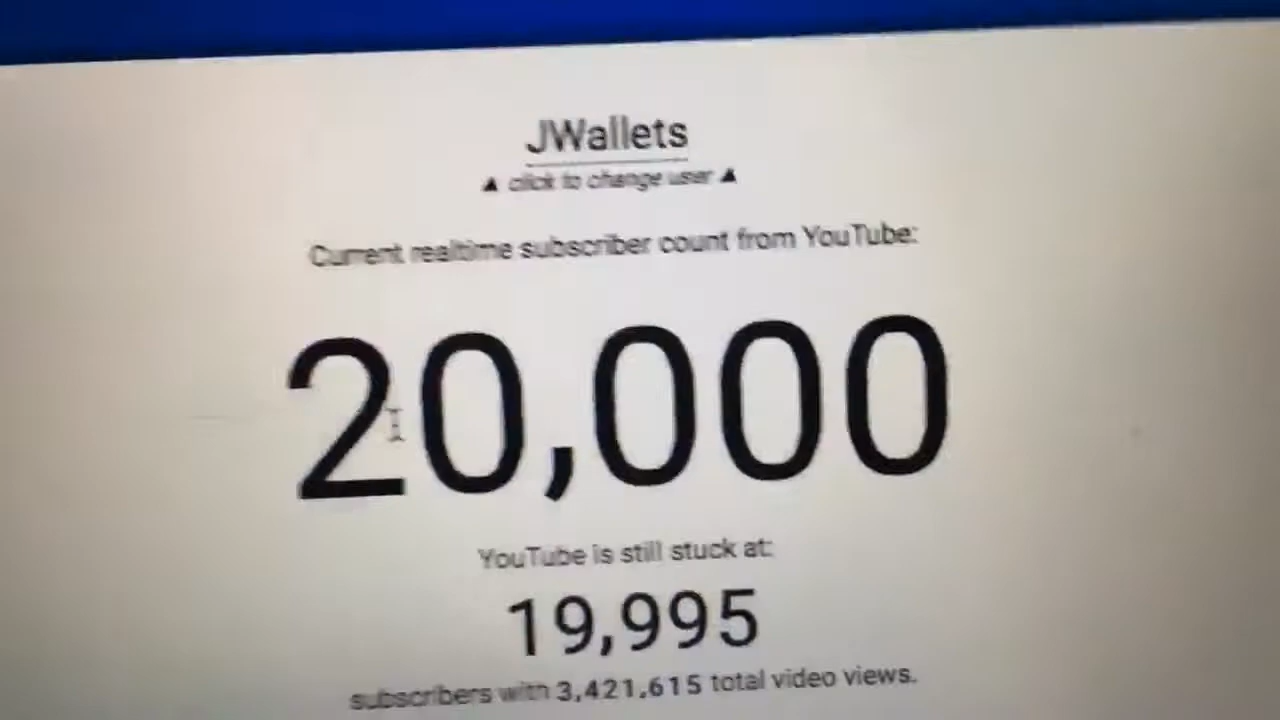 JWallets
▲ click to change user ▲
Current realtime subscriber count from YouTube:
20,000
YouTube is still stuck at:
19,995
subscribers with 3,421,615 total video views.